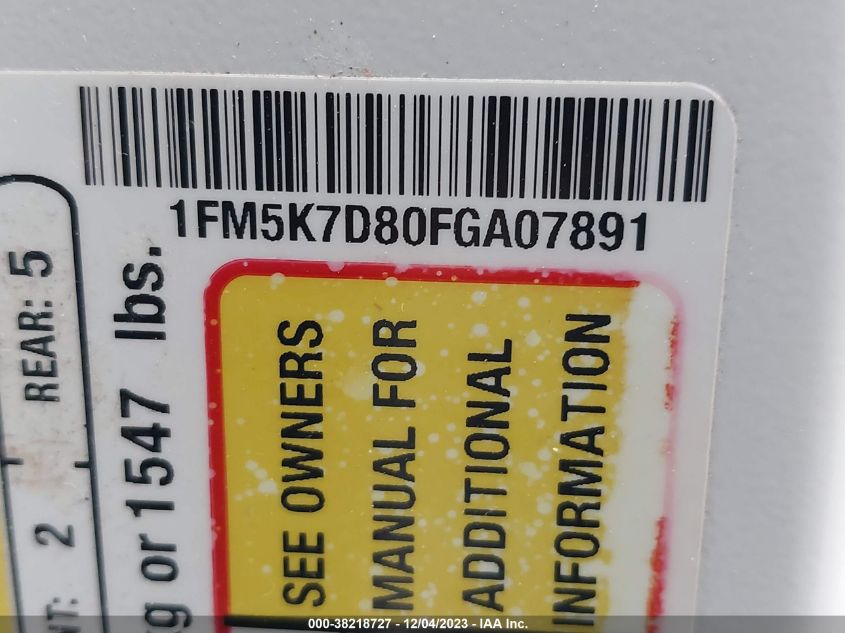 1FM5K7D80FGA07891
REAR: 5
2
kg or 1547 lbs.
SEE OWNERS
MANUAL FOR
ADDITIONAL
INFORMATION
000-38218727 - 12/04/2023 - IAA Inc.